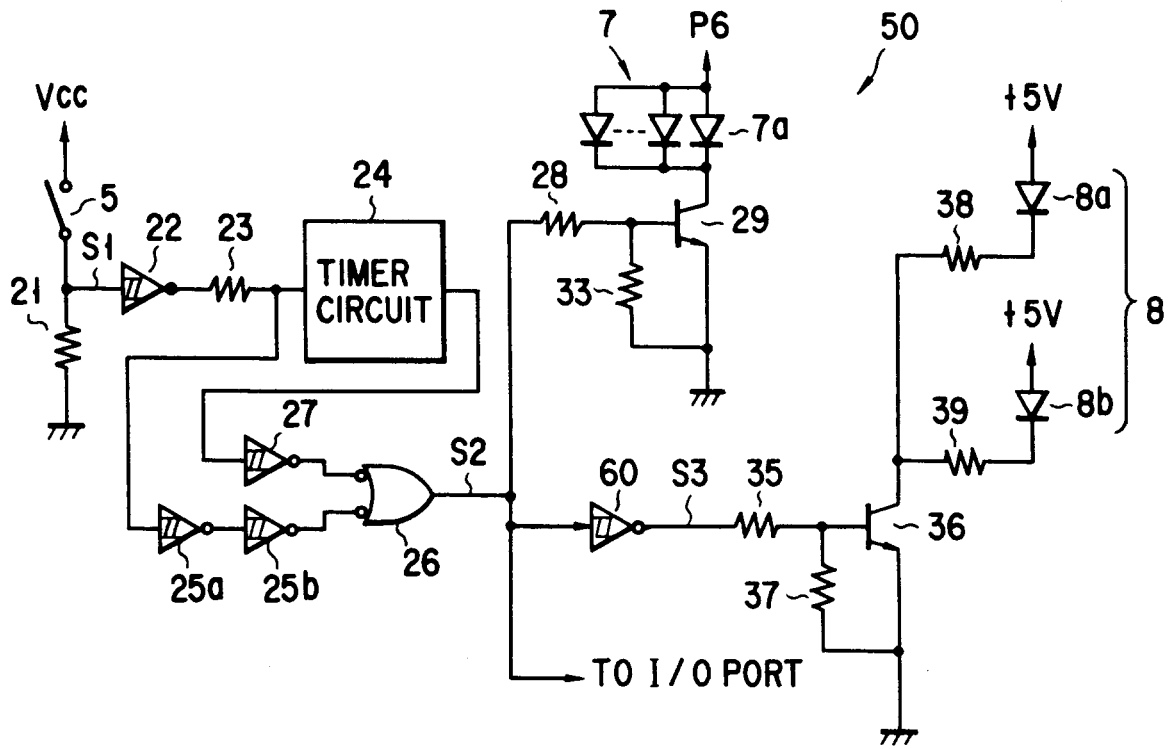 7
P6
50
Vcc
+5V
7a
24
28
5
22
23
38
8a
29
S1
TIMER
CIRCUIT
21
33
+5V
8
27
39
8b
S2
60
S3
35
26
36
25a
25b
37
TO I/O PORT